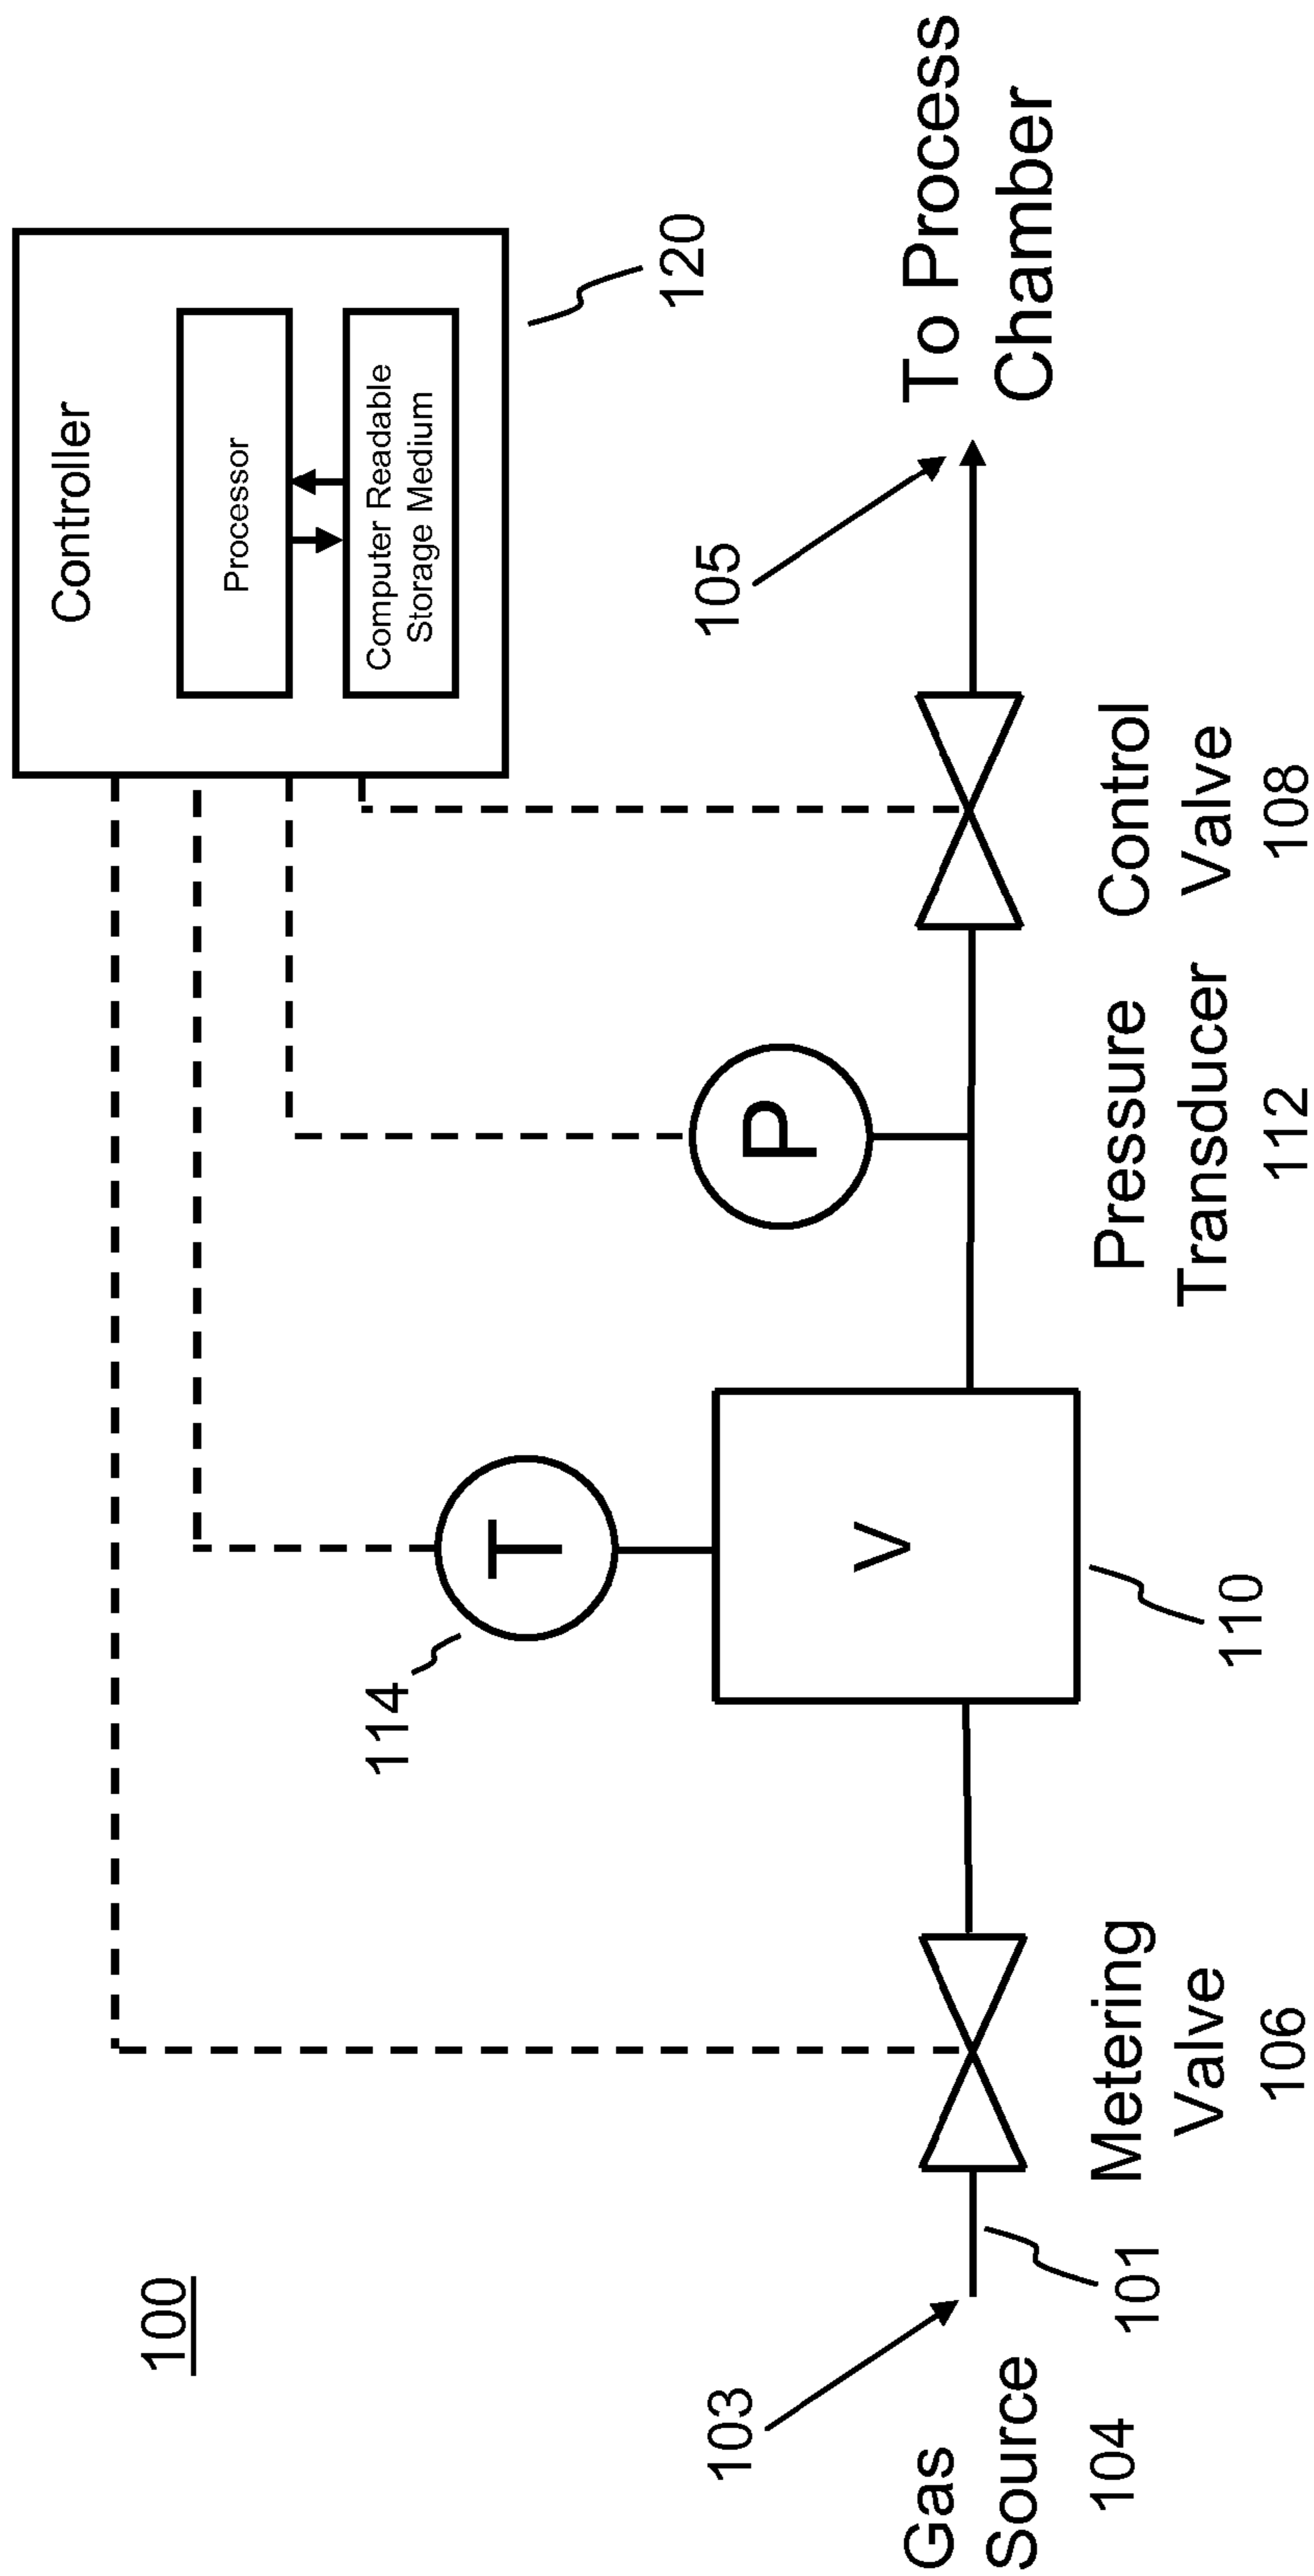 100
Controller
Processor
Computer Readable
Storage Medium
120
114
T
P
V
110
103
105
Gas
Source
104
101
Metering
Valve
106
Pressure
Transducer
112
Control
Valve
108
To Process
Chamber